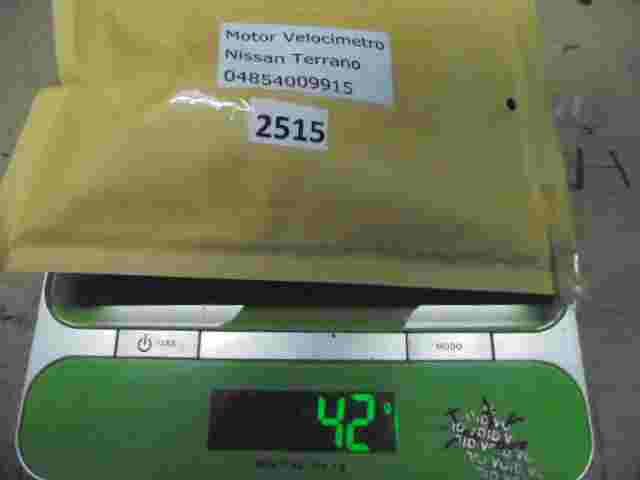 Motor Velocimetro
Nissan Terrano
04854009915
2515
MODO
42